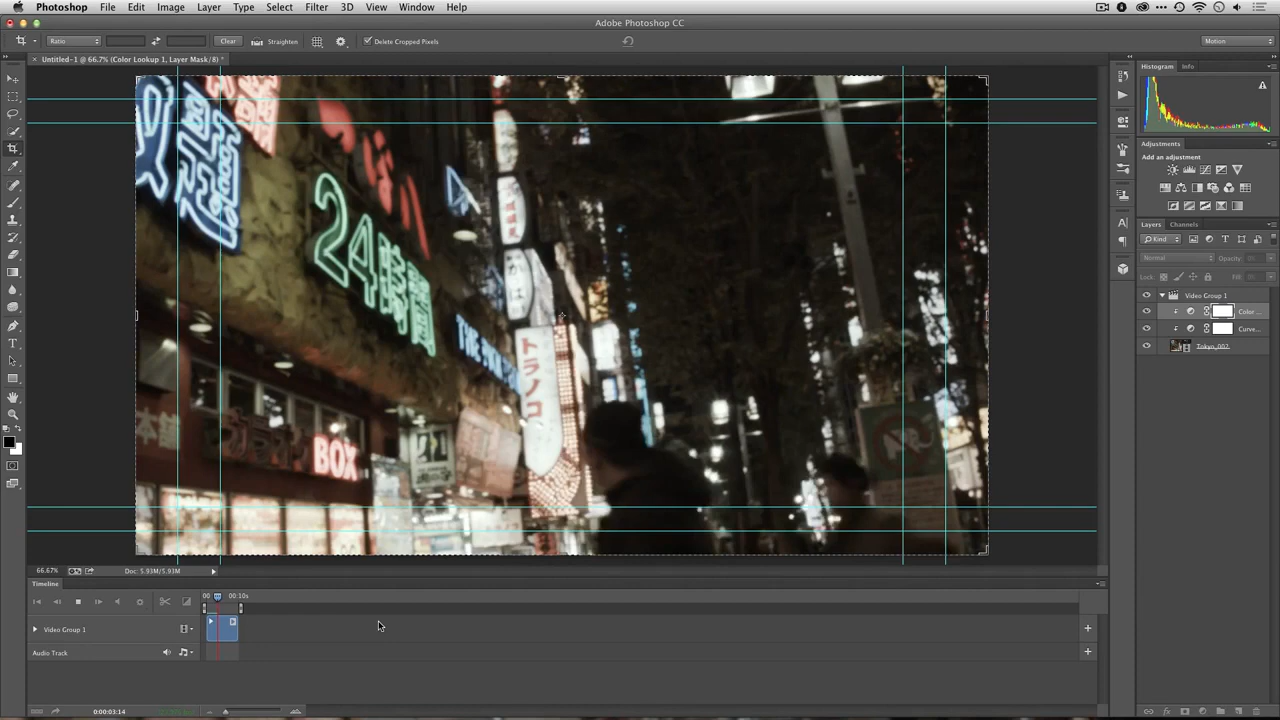 Photoshop File Edit Image Layer Type Select Filter 3D View Window Help
Adobe Photoshop CC
Ratio Clear Straighten Delete Cropped Pixels Motion
Untitled-1 @ 66.7% (Color Lookup 1, Layer Mask/8) *
Histogram Info
Adjustments
Add an adjustment
Layers Channels
Kind
Normal Opacity:
Lock: Fill:
Video Group 1
Color ...
Curve...
Tokyo_002
24時間
THE
トラノコ
BOX
本舗
66.67% Doc: 5.93M/5.93M
Timeline
00 00:10s
Video Group 1
Audio Track
0:00:03:14